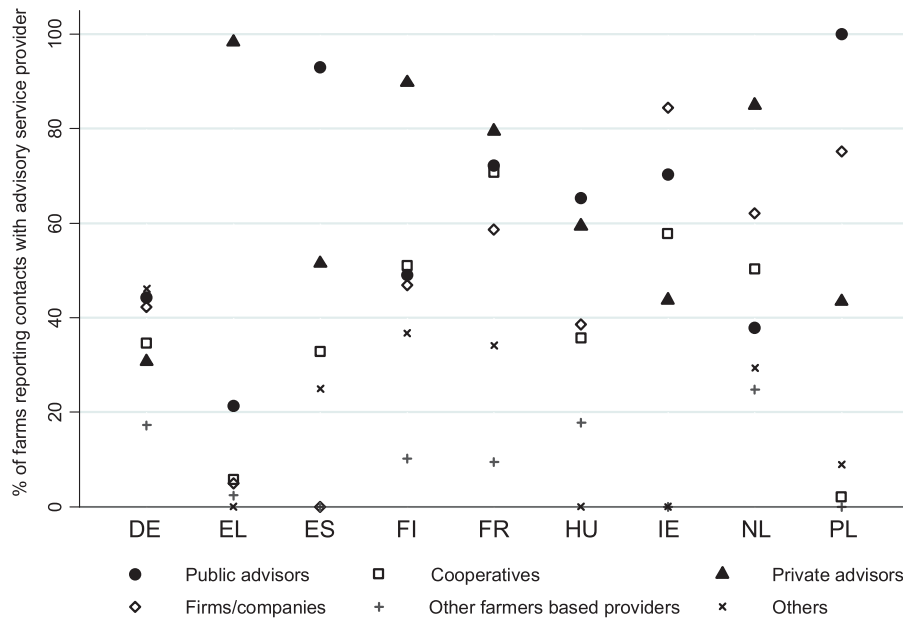 % of farms reporting contacts with advisory service provider
100
80
60
40
20
0
DE EL ES FI FR HU IE NL PL
Public advisors Cooperatives Private advisors
Firms/companies Other farmers based providers Others